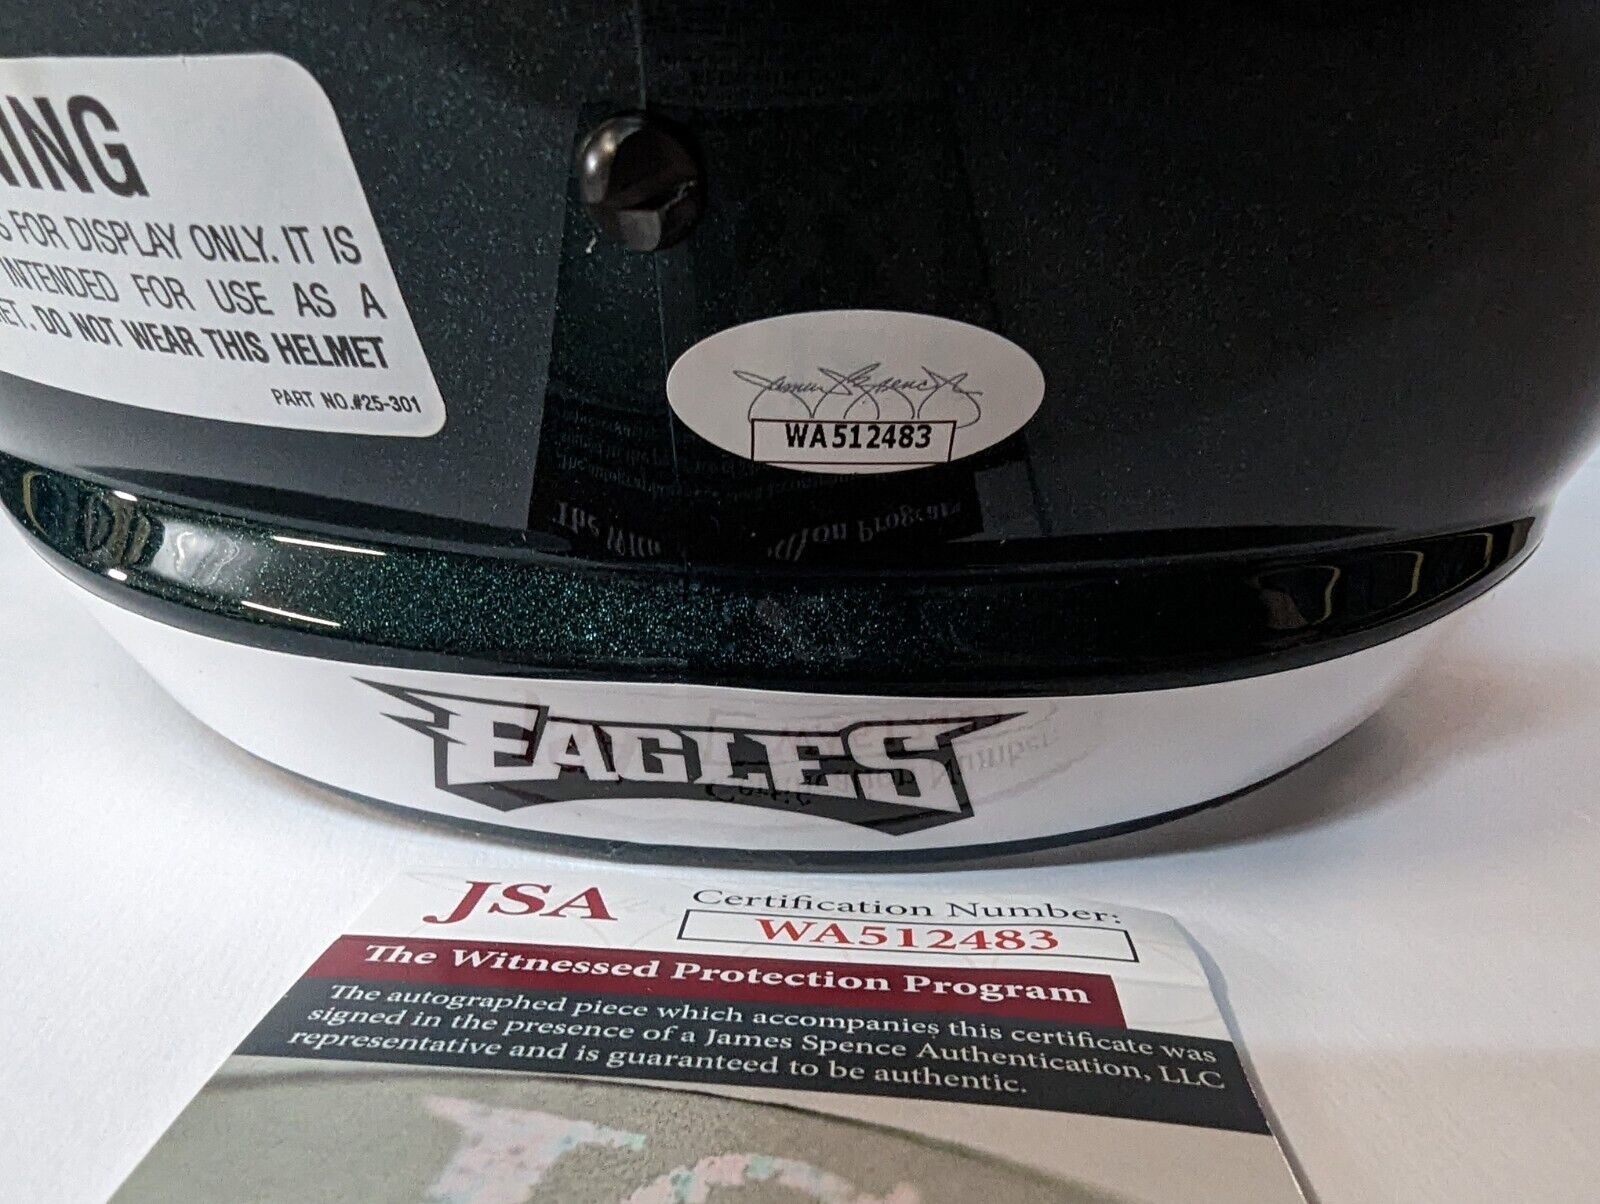 FOR DISPLAY ONLY. IT IS
INTENDED FOR USE AS A
DO NOT WEAR THIS HELMET
PART NO.#25-301
James Spence
WA512483
EAGLES
JSA
Certification Number:
WA512483
The Witnessed Protection Program
The autographed piece which accompanies this certificate was
signed in the presence of a James Spence Authentication, LLC
representative and is guaranteed to be authentic.